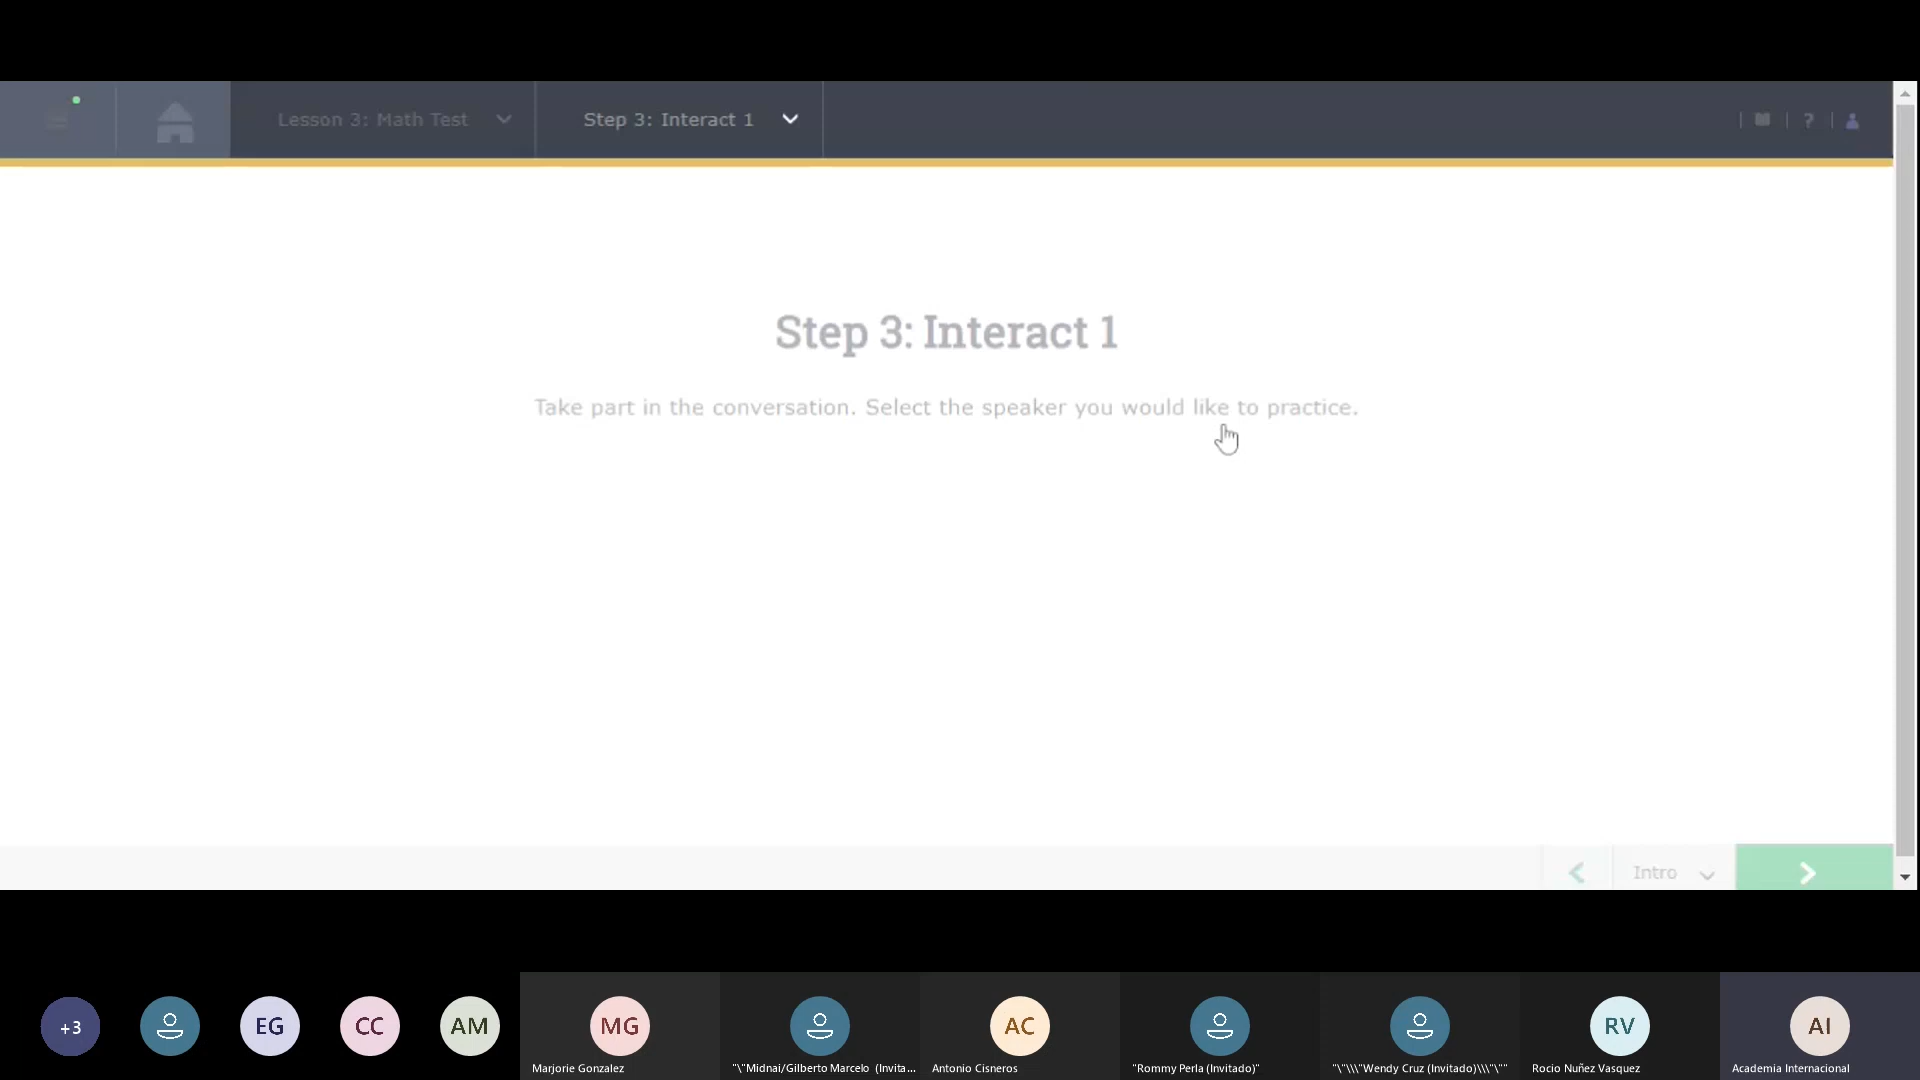 Lesson 3: Math Test
Step 3: Interact 1
?
Step 3: Interact 1
Take part in the conversation. Select the speaker you would like to practice.
Intro
+3
EG
CC
AM
MG
AC
RV
AI
Marjorie Gonzalez
"\"Midnai/Gilberto Marcelo (Invita...
Antonio Cisneros
"Rommy Perla (Invitado)"
"\"\\\"Wendy Cruz (Invitado)\\\"\""
Rocio Nuñez Vasquez
Academia Internacional